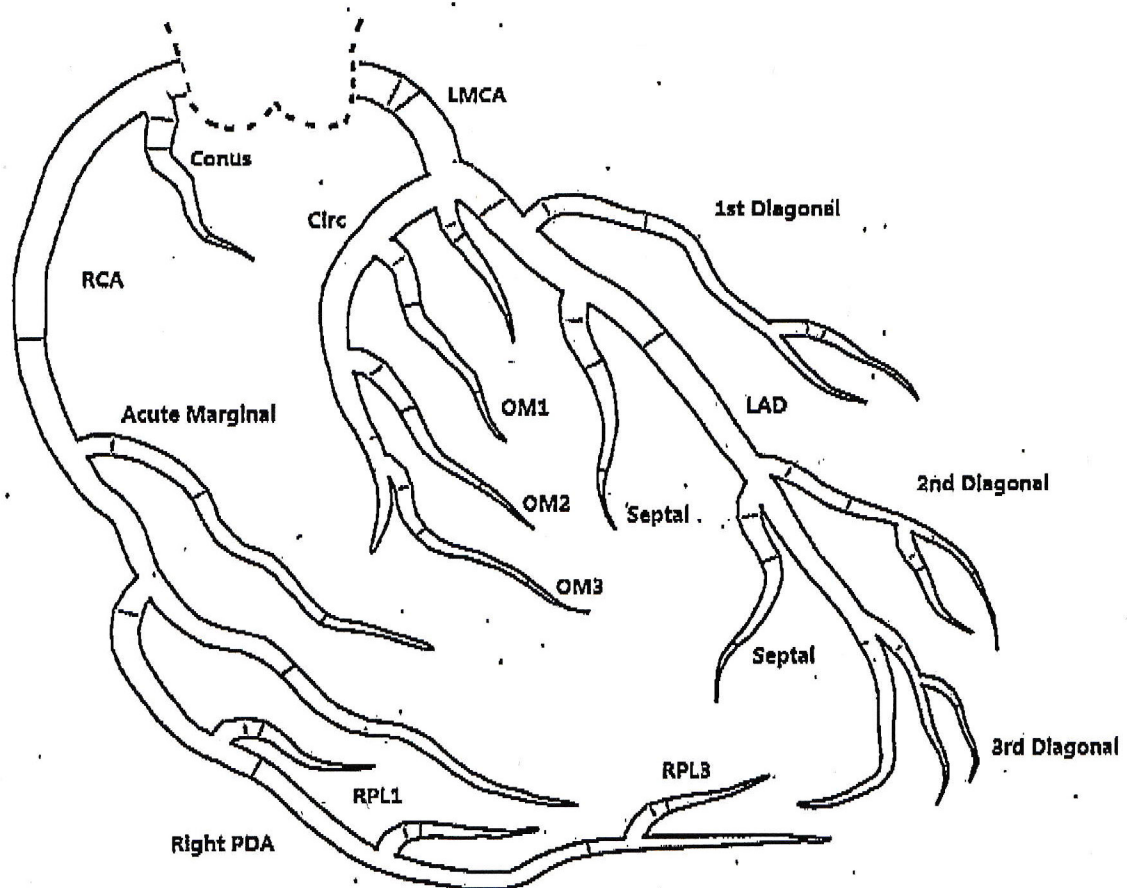 LMCA
Conus
1st Diagonal
Circ
RCA
LAD
OM1
Acute Marginal
2nd Diagonal
OM2
Septal
OM3
Septal
3rd Diagonal
RPL3
RPL1
Right PDA